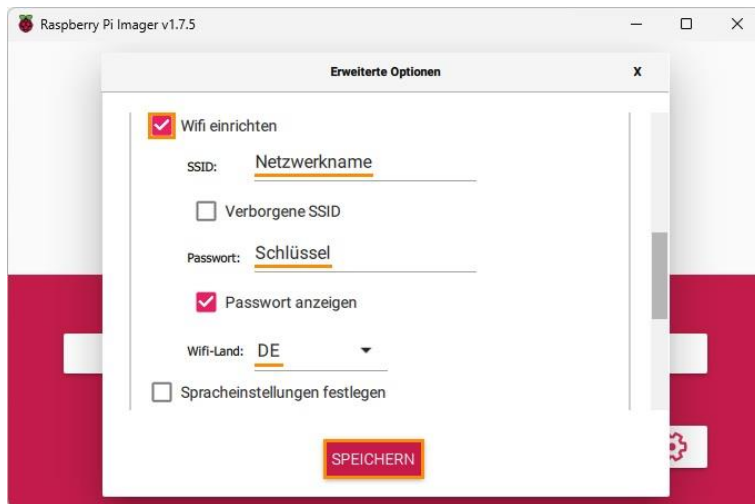 Raspberry Pi Imager v1.7.5
Erweiterte Optionen X
Wifi einrichten
SSID: Netzwerkname
Verborgene SSID
Passwort: Schlüssel
Passwort anzeigen
Wifi-Land: DE
Spracheinstellungen festlegen
SPEICHERN